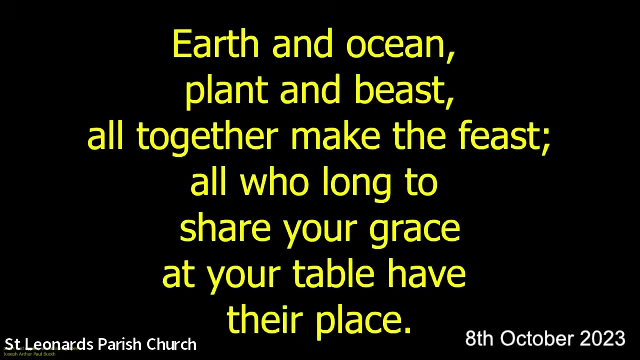 Earth and ocean,
plant and beast,
all together make the feast;
all who long to
share your grace
at your table have
their place.
St Leonards Parish Church
8th October 2023